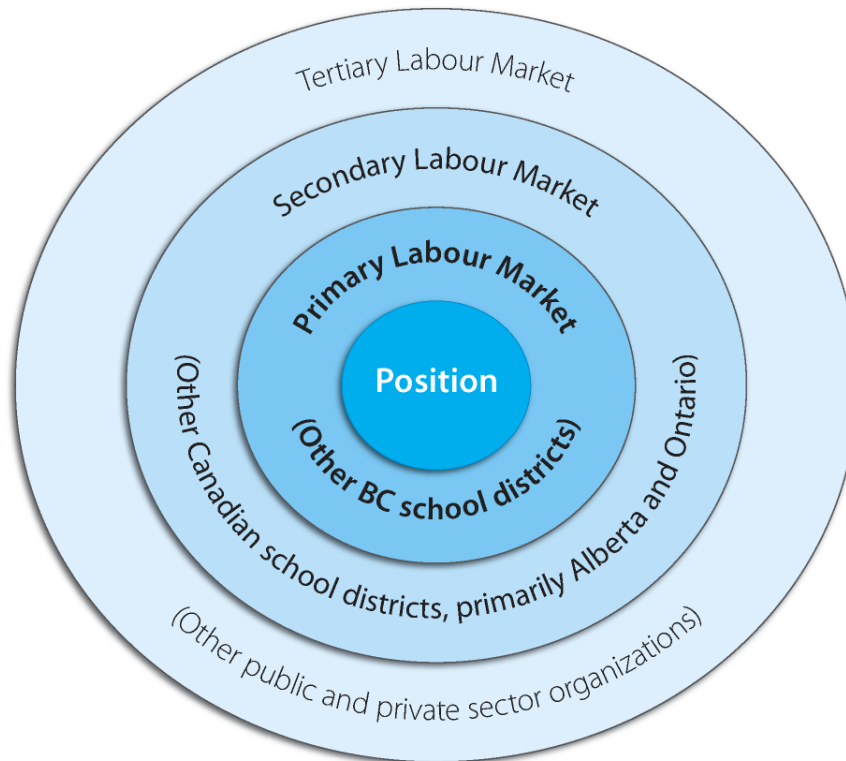 Tertiary Labour Market
Secondary Labour Market
Primary Labour Market
Position
(Other BC school districts)
(Other Canadian school districts, primarily Alberta and Ontario)
(Other public and private sector organizations)